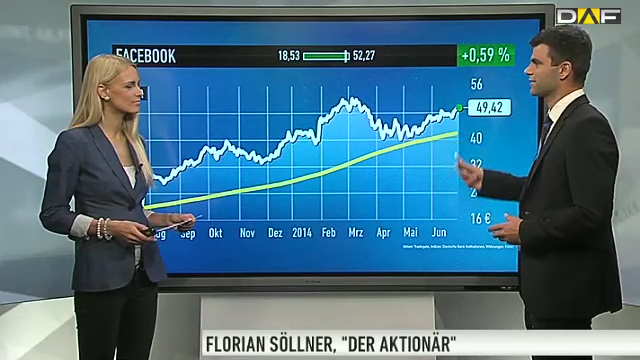 DAF
FACEBOOK 18,53 52,27 +0,59 %
56
49,42
40
16 €
Sep Okt Nov Dez 2014 Feb Mrz Apr Mai Jun
FLORIAN SÖLLNER, "DER AKTIONÄR"